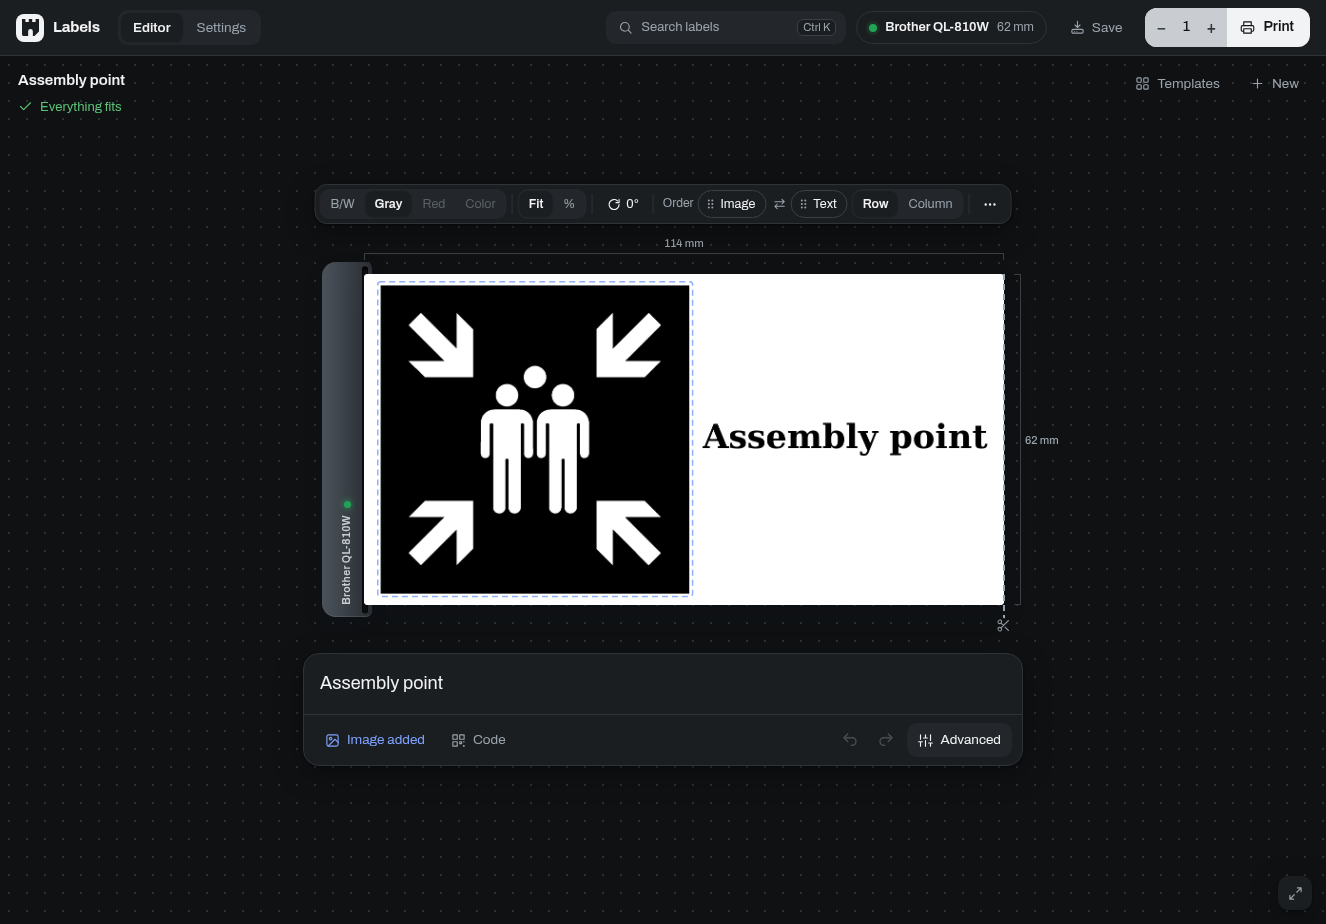 Labels
Editor
Settings
Search labels
Ctrl K
Brother QL-810W 62 mm
Save
− 1 +
Print
Assembly point
Everything fits
Templates
New
B/W
Gray
Red
Color
Fit
%
0°
Order
Image
Text
Row
Column
114 mm
Brother QL-810W
Assembly point
62 mm
Assembly point
Image added
Code
Advanced